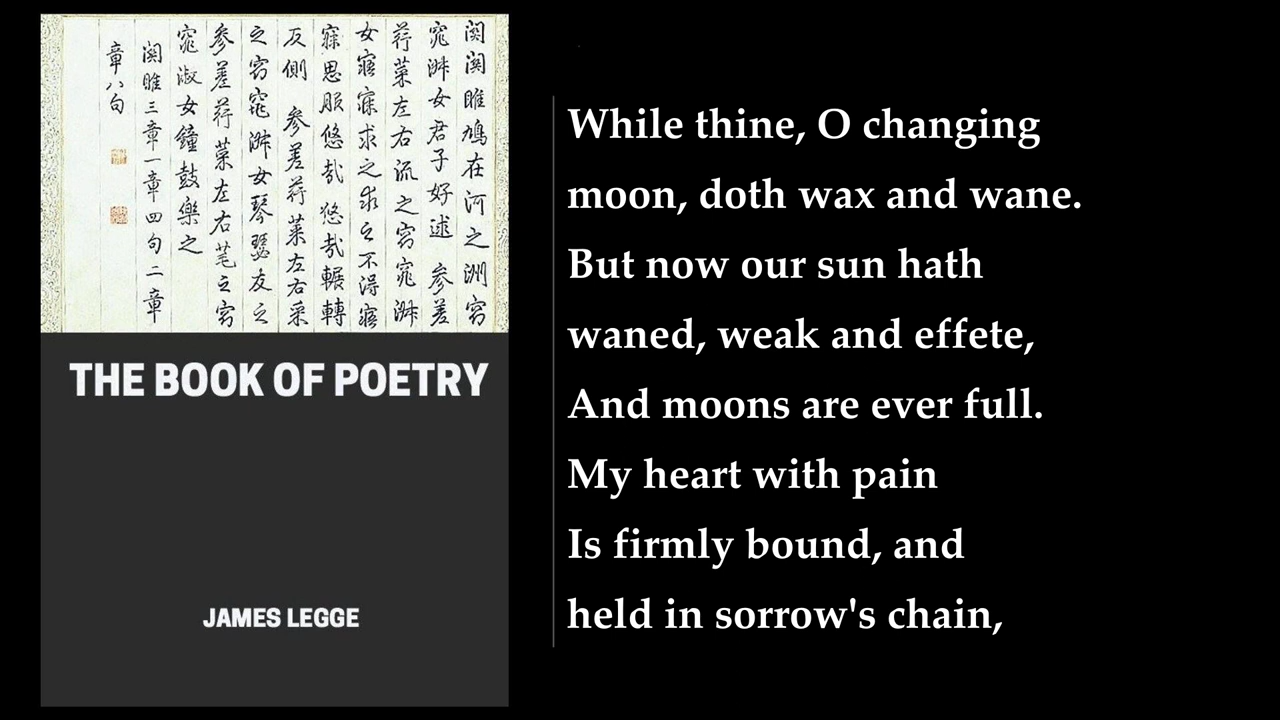 關關雎鳩在河之洲窈
窕淑女君子好逑 參差
荇菜左右流之窈窕淑
女寤寐求之求之不得寤
寐思服悠哉悠哉輾轉
反側 參差荇菜左右采
之窈窕淑女琴瑟友之
參差荇菜左右芼之窈
窕淑女鐘鼓樂之
關雎三章一章四句二章
章八句
THE BOOK OF POETRY
JAMES LEGGE
While thine, O changing
moon, doth wax and wane.
But now our sun hath
waned, weak and effete,
And moons are ever full.
My heart with pain
Is firmly bound, and
held in sorrow's chain,